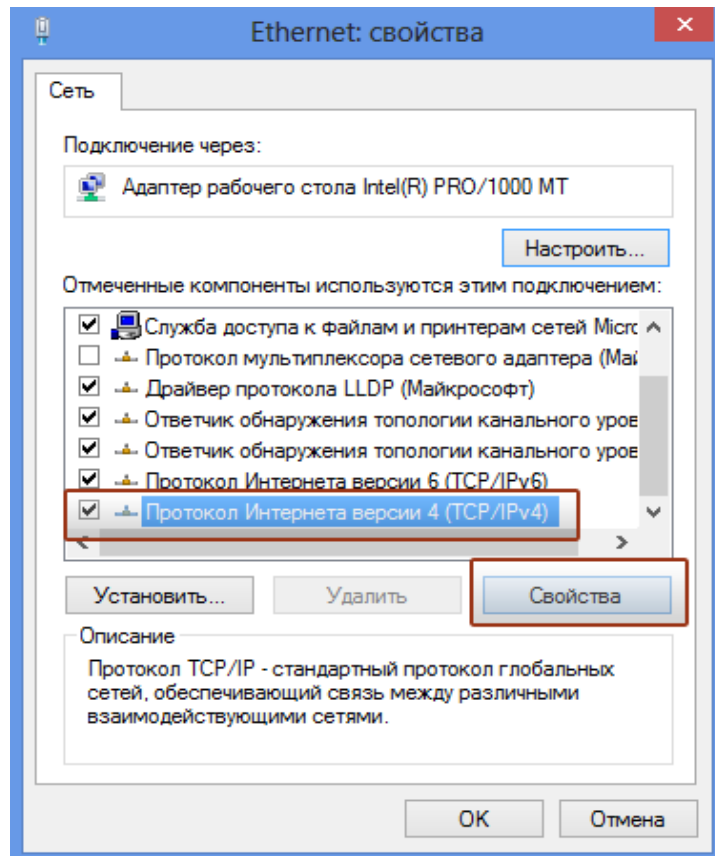 Ethernet: свойства
Сеть
Подключение через:
Адаптер рабочего стола Intel(R) PRO/1000 MT
Настроить...
Отмеченные компоненты используются этим подключением:
Служба доступа к файлам и принтерам сетей Micro
Протокол мультиплексора сетевого адаптера (Май
Драйвер протокола LLDP (Майкрософт)
Ответчик обнаружения топологии канального уров
Ответчик обнаружения топологии канального уров
Протокол Интернета версии 6 (TCP/IPv6)
Протокол Интернета версии 4 (TCP/IPv4)
Установить...
Удалить
Свойства
Описание
Протокол TCP/IP - стандартный протокол глобальных
сетей, обеспечивающий связь между различными
взаимодействующими сетями.
OK
Отмена